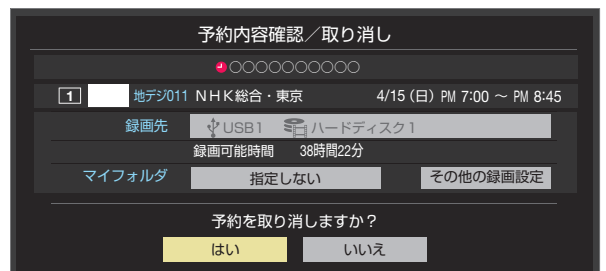 予約内容確認／取り消し
○○○○○○○○○○
1 地デジ011 NHK総合・東京 4/15 (日) PM 7:00 ～ PM 8:45
録画先 USB1 ハードディスク1
録画可能時間 38時間22分
マイフォルダ 指定しない その他の録画設定
予約を取り消しますか？
はい いいえ